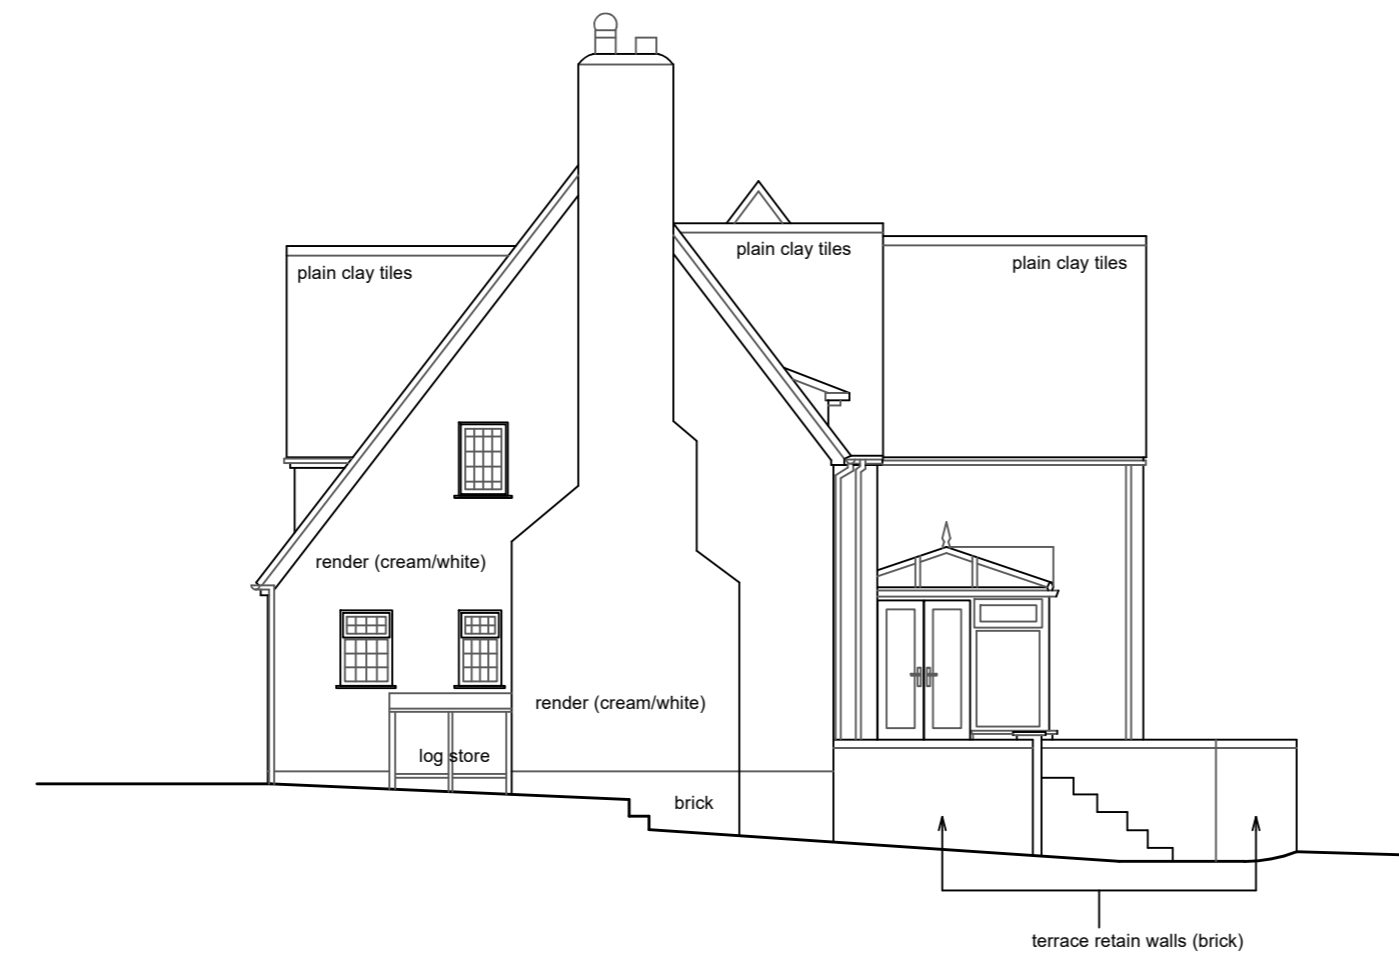 plain clay tiles
plain clay tiles
plain clay tiles
render (cream/white)
render (cream/white)
log store
brick
terrace retain walls (brick)